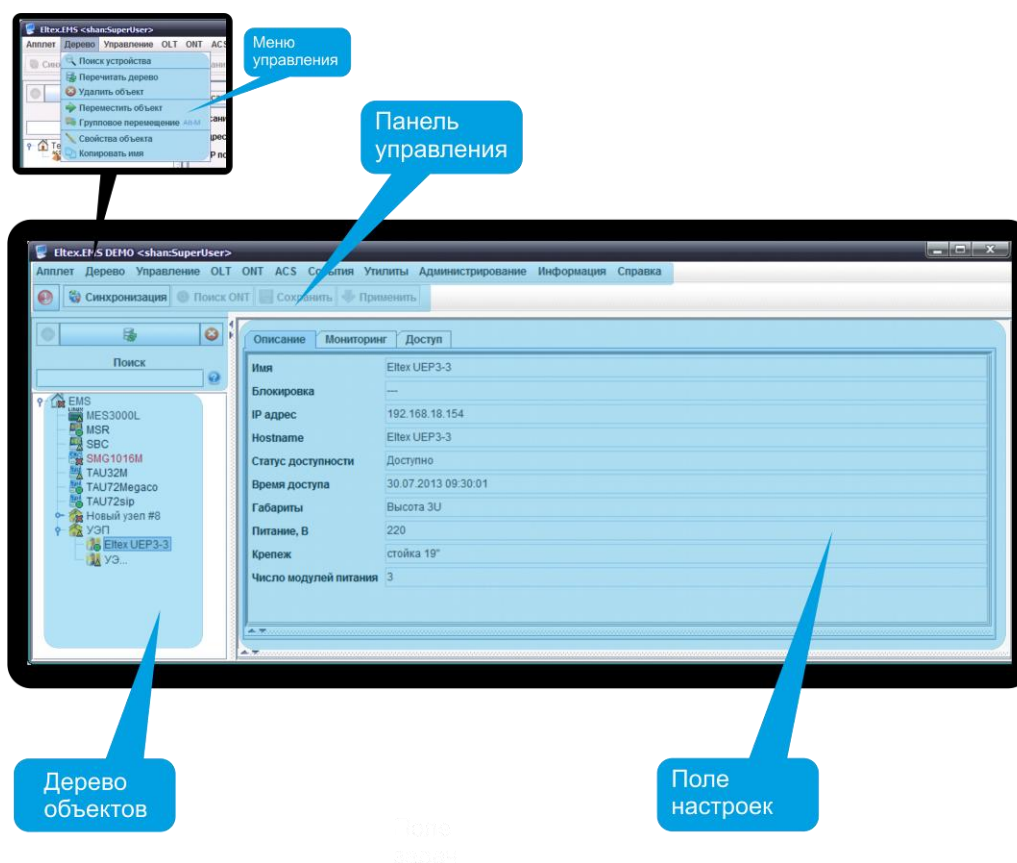 Eltex.EMS <shan:SuperUser>
Апплет Дерево Управление OLT ONT ACS
Поиск устройства
Перечитать дерево
Удалить объект
Переместить объект
Групповое перемещение Alt-M
Свойства объекта
Копировать имя
Меню
управления
Панель
управления
Eltex.EMS DEMO <shan:SuperUser>
Апплет Дерево Управление OLT ONT ACS События Утилиты Администрирование Информация Справка
Синхронизация Поиск ONT Сохранить Применить
Поиск
EMS
MES3000L
MSR
SBC
SMG1016M
TAU32M
TAU72Megaco
TAU72sip
Новый узел #8
УЭП
Eltex UEP3-3
УЭ...
Описание Мониторинг Доступ
Имя Eltex UEP3-3
Блокировка ---
IP адрес 192.168.18.154
Hostname Eltex UEP3-3
Статус доступности Доступно
Время доступа 30.07.2013 09:30:01
Габариты Высота 3U
Питание, В 220
Крепеж стойка 19"
Число модулей питания 3
Дерево
объектов
Поле
настроек